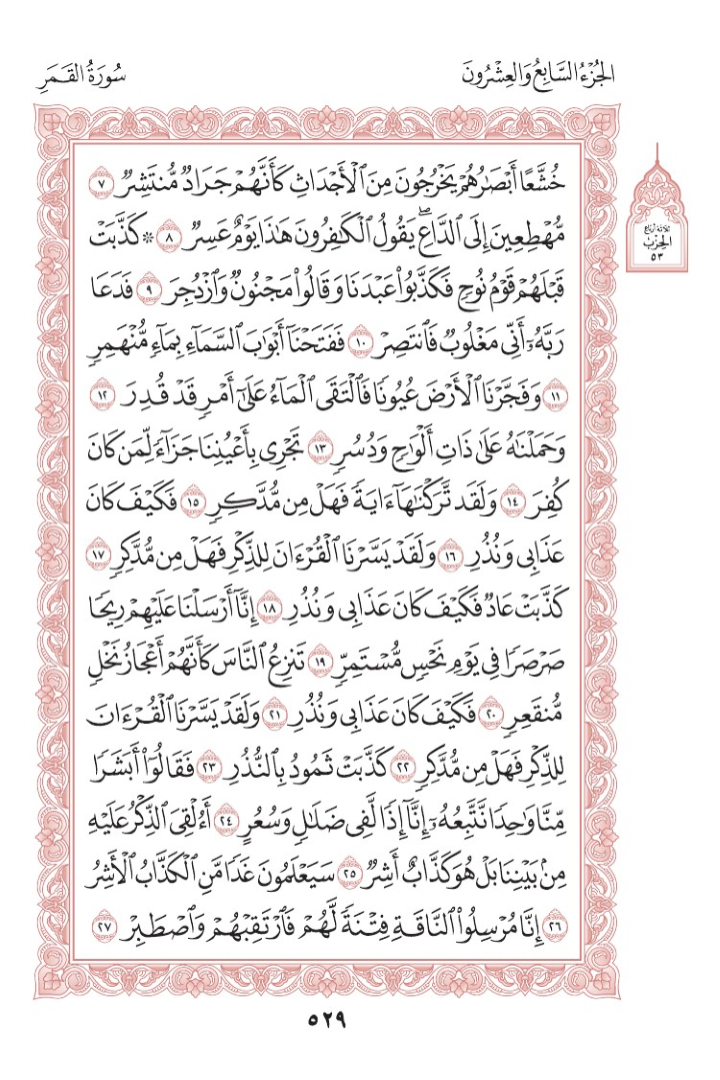 الجُزْءُ السَّابِعُ وَالعِشْرُونَ
سُورَةُ القَمَرِ
خُشَّعًا أَبْصَٰرُهُمْ يَخْرُجُونَ مِنَ ٱلْأَجْدَاثِ كَأَنَّهُمْ جَرَادٌ مُّنتَشِرٌ ٧
مُّهْطِعِينَ إِلَى ٱلدَّاعِۖ يَقُولُ ٱلْكَٰفِرُونَ هَٰذَا يَوْمٌ عَسِرٌ ٨ ۞ كَذَّبَتْ
قَبْلَهُمْ قَوْمُ نُوحٍ فَكَذَّبُوا۟ عَبْدَنَا وَقَالُوا۟ مَجْنُونٌ وَٱزْدُجِرَ ٩ فَدَعَا
رَبَّهُۥٓ أَنِّى مَغْلُوبٌ فَٱنتَصِرْ ١٠ فَفَتَحْنَآ أَبْوَٰبَ ٱلسَّمَآءِ بِمَآءٍ مُّنْهَمِرٍ
١١ وَفَجَّرْنَا ٱلْأَرْضَ عُيُونًا فَٱلْتَقَى ٱلْمَآءُ عَلَىٰٓ أَمْرٍ قَدْ قُدِرَ ١٢
وَحَمَلْنَٰهُ عَلَىٰ ذَاتِ أَلْوَٰحٍ وَدُسُرٍ ١٣ تَجْرِى بِأَعْيُنِنَا جَزَآءً لِّمَن كَانَ
كُفِرَ ١٤ وَلَقَد تَّرَكْنَٰهَآ ءَايَةً فَهَلْ مِن مُّدَّكِرٍ ١٥ فَكَيْفَ كَانَ
عَذَابِى وَنُذُرِ ١٦ وَلَقَدْ يَسَّرْنَا ٱلْقُرْءَانَ لِلذِّكْرِ فَهَلْ مِن مُّدَّكِرٍ ١٧
كَذَّبَتْ عَادٌ فَكَيْفَ كَانَ عَذَابِى وَنُذُرِ ١٨ إِنَّآ أَرْسَلْنَا عَلَيْهِمْ رِيحًا
صَرْصَرًا فِى يَوْمِ نَحْسٍ مُّسْتَمِرٍّ ١٩ تَنزِعُ ٱلنَّاسَ كَأَنَّهُمْ أَعْجَازُ نَخْلٍ
مُّنقَعِرٍ ٢٠ فَكَيْفَ كَانَ عَذَابِى وَنُذُرِ ٢١ وَلَقَدْ يَسَّرْنَا ٱلْقُرْءَانَ
لِلذِّكْرِ فَهَلْ مِن مُّدَّكِرٍ ٢٢ كَذَّبَتْ ثَمُودُ بِٱلنُّذُرِ ٢٣ فَقَالُوٓا۟ أَبَشَرًا
مِّنَّا وَٰحِدًا نَّتَّبِعُهُۥٓ إِنَّآ إِذًا لَّفِى ضَلَٰلٍ وَسُعُرٍ ٢٤ أَءُلْقِىَ ٱلذِّكْرُ عَلَيْهِ
مِنۢ بَيْنِنَا بَلْ هُوَ كَذَّابٌ أَشِرٌ ٢٥ سَيَعْلَمُونَ غَدًا مَّنِ ٱلْكَذَّابُ ٱلْأَشِرُ
٢٦ إِنَّا مُرْسِلُوا۟ ٱلنَّاقَةِ فِتْنَةً لَّهُمْ فَٱرْتَقِبْهُمْ وَٱصْطَبِرْ ٢٧
ثلاثة أرباع
الحزب
٥٣
٥٢٩